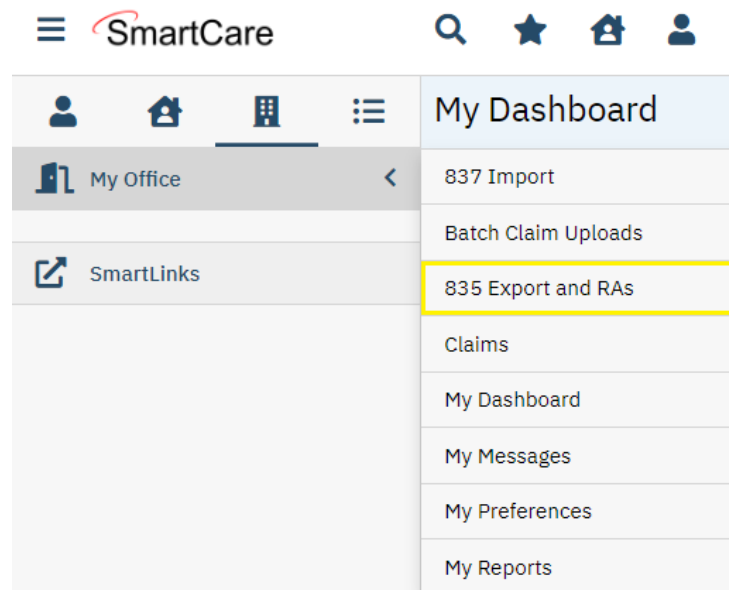 SmartCare
My Office
SmartLinks
My Dashboard
837 Import
Batch Claim Uploads
835 Export and RAs
Claims
My Dashboard
My Messages
My Preferences
My Reports